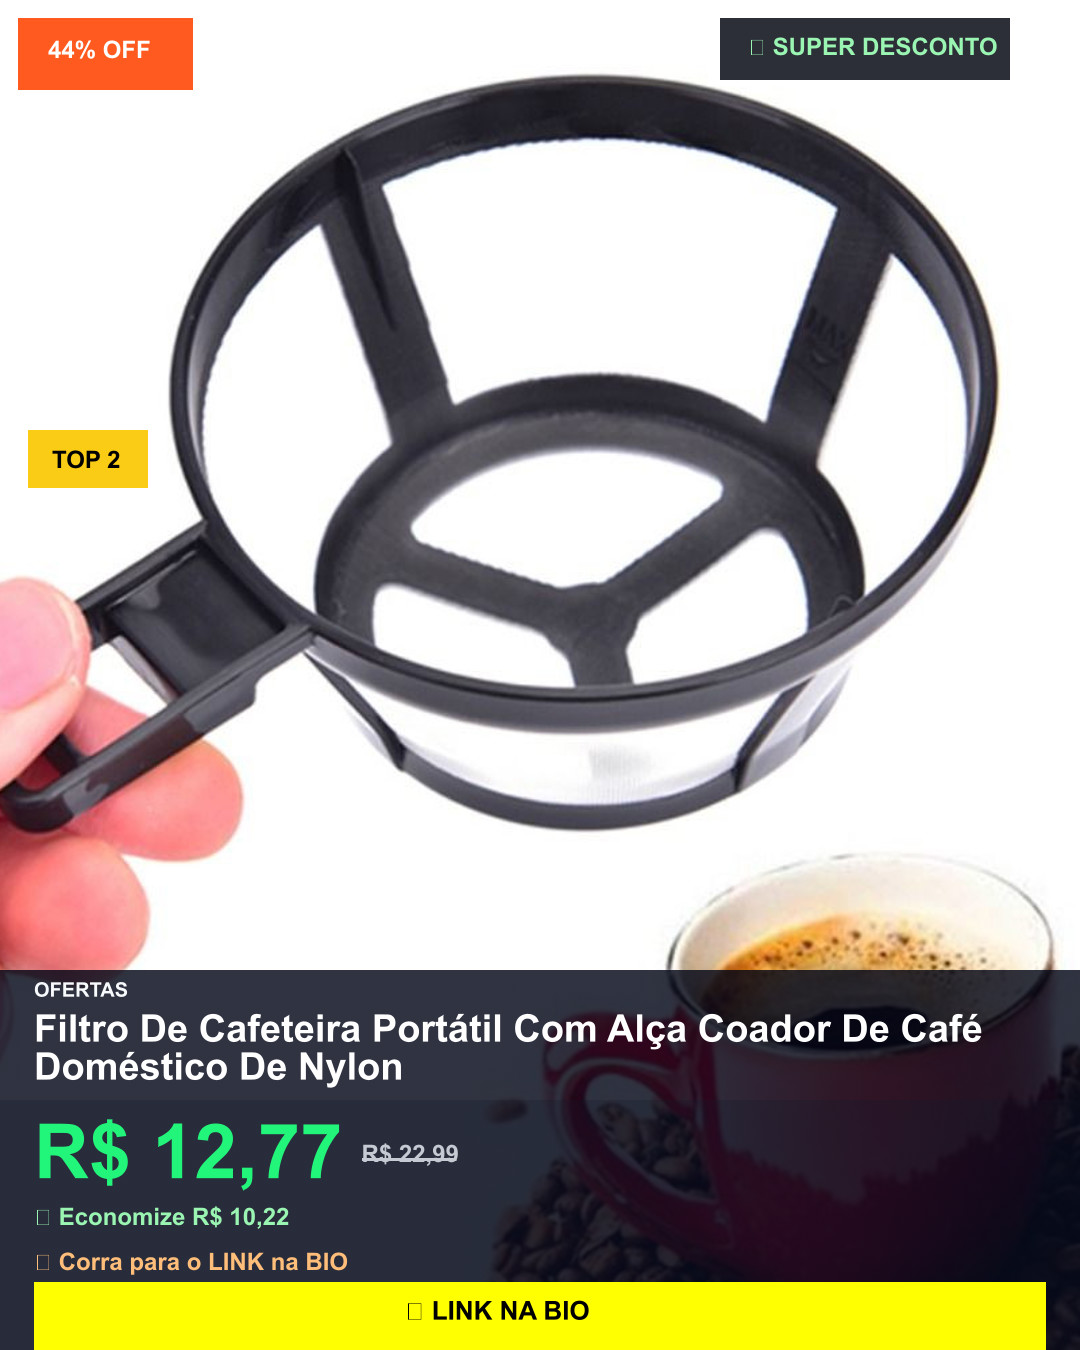 44% OFF
SUPER DESCONTO
MAX
TOP 2
OFERTAS
Filtro De Cafeteira Portátil Com Alça Coador De Café
Doméstico De Nylon
R$ 12,77 R$ 22,99
Economize R$ 10,22
Corra para o LINK na BIO
LINK NA BIO